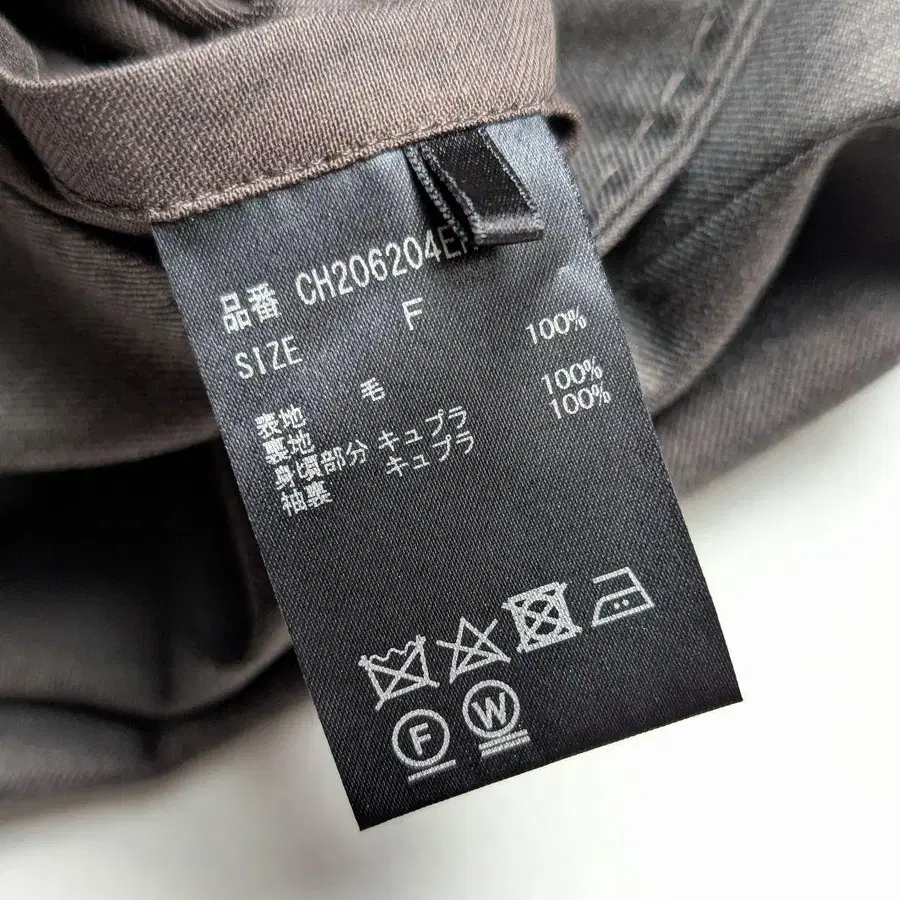 品番 CH206204E
SIZE F
表地 毛 100%
裏地
身頃部分 キュプラ 100%
袖裏 キュプラ 100%
F
W